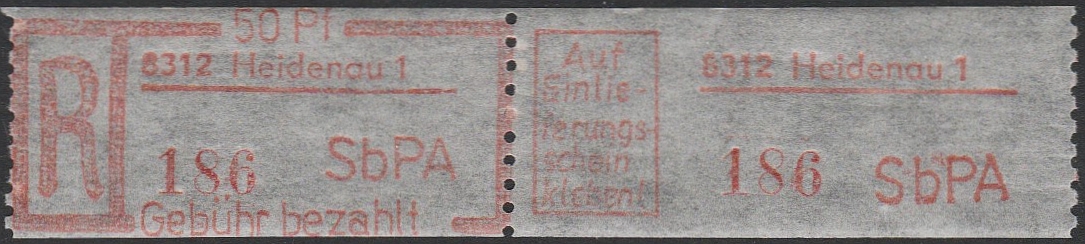 50 Pf
R
8312 Heidenau 1
186
SbPA
Gebühr bezahlt
Auf
Einlie-
ferungs-
schein
kleben!
8312 Heidenau 1
186
SbPA